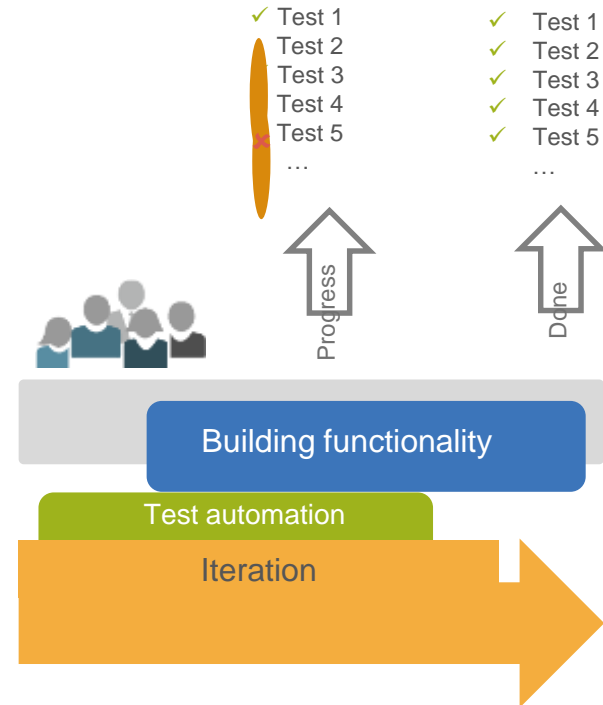 ✓ Test 1
Test 2
Test 3
Test 4
✘ Test 5
…
✓ Test 1
✓ Test 2
✓ Test 3
✓ Test 4
✓ Test 5
…
Progress
Done
Building functionality
Test automation
Iteration